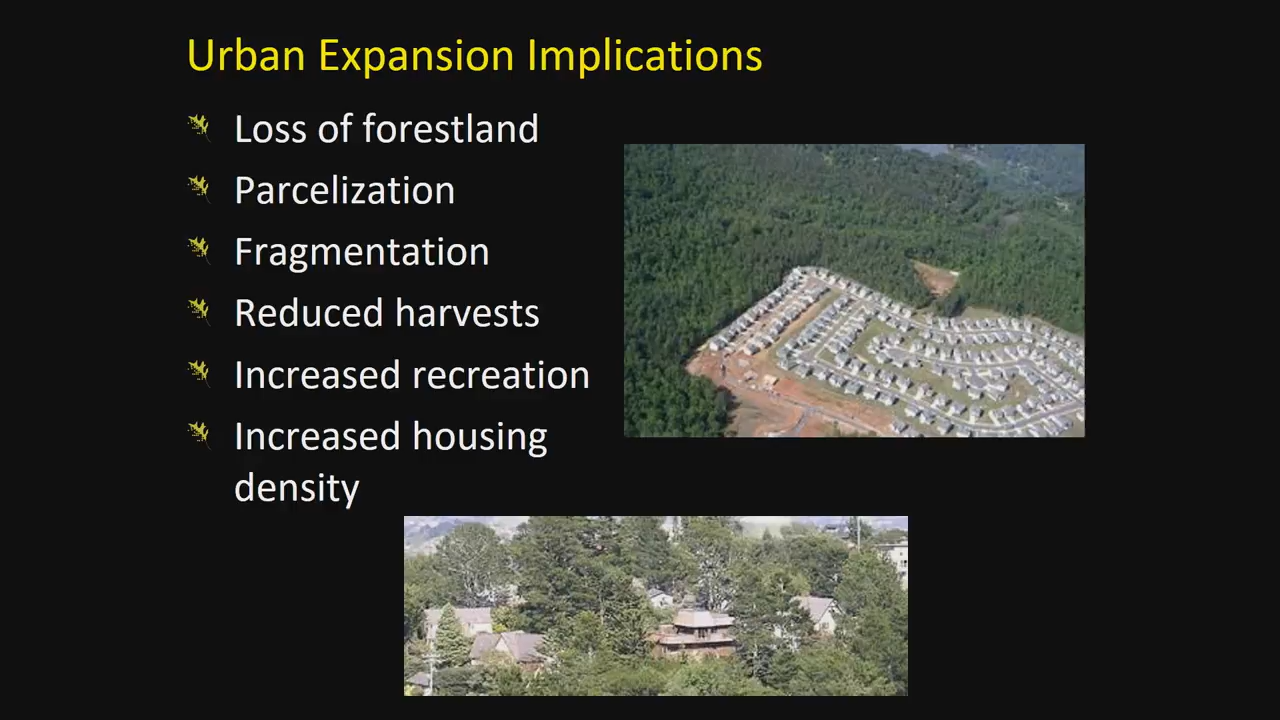 Urban Expansion Implications
Loss of forestland
Parcelization
Fragmentation
Reduced harvests
Increased recreation
Increased housing
density